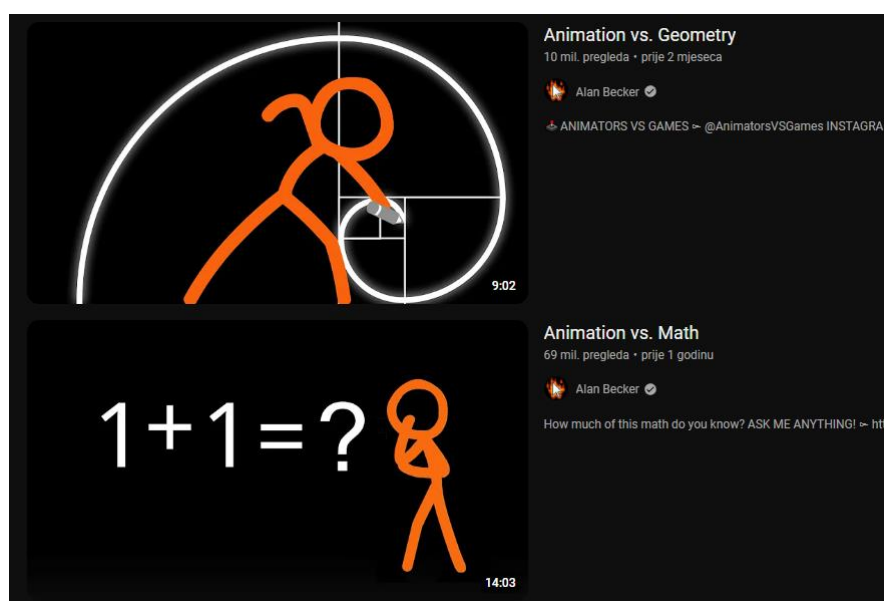 Animation vs. Geometry
10 mil. pregleda • prije 2 mjeseca
Alan Becker
🕹️ ANIMATORS VS GAMES ➣ @AnimatorsVSGames INSTAGRA
9:02
1+1=?
Animation vs. Math
69 mil. pregleda • prije 1 godinu
Alan Becker
How much of this math do you know? ASK ME ANYTHING! ➣ htt
14:03